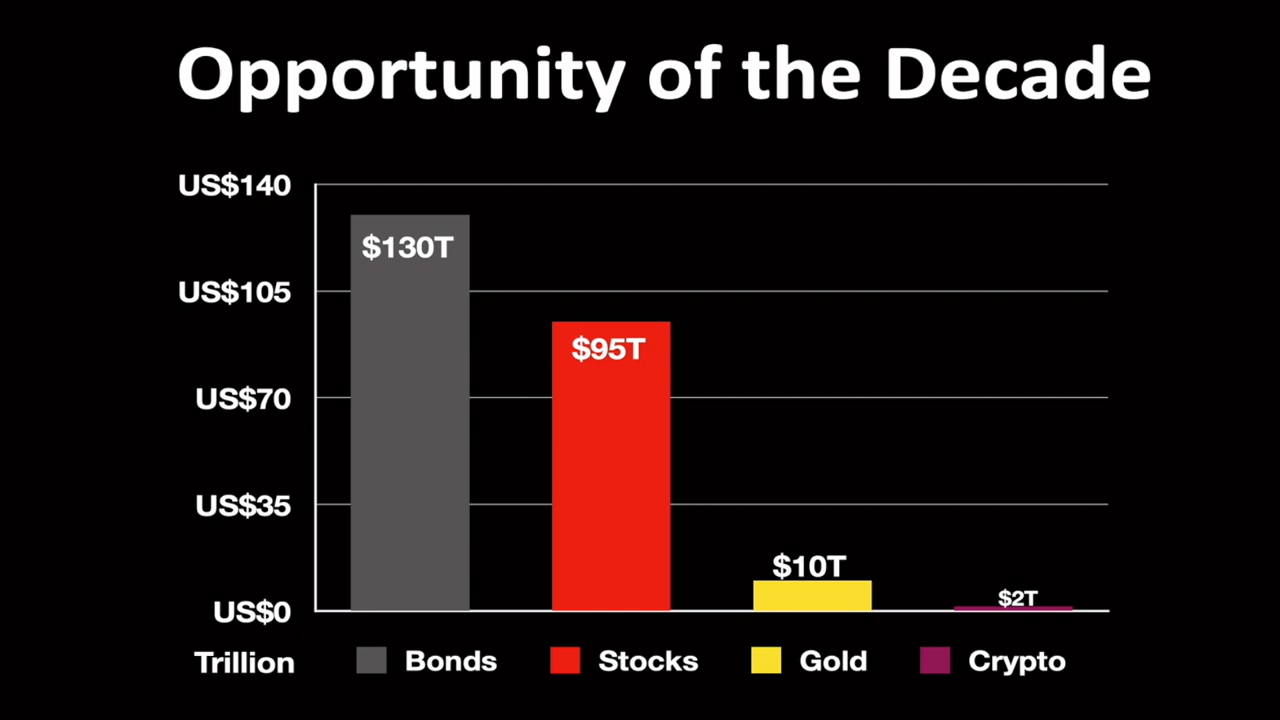 Opportunity of the Decade
US$140
$130T
US$105
$95T
US$70
US$35
$10T
$2T
US$0
Trillion Bonds Stocks Gold Crypto